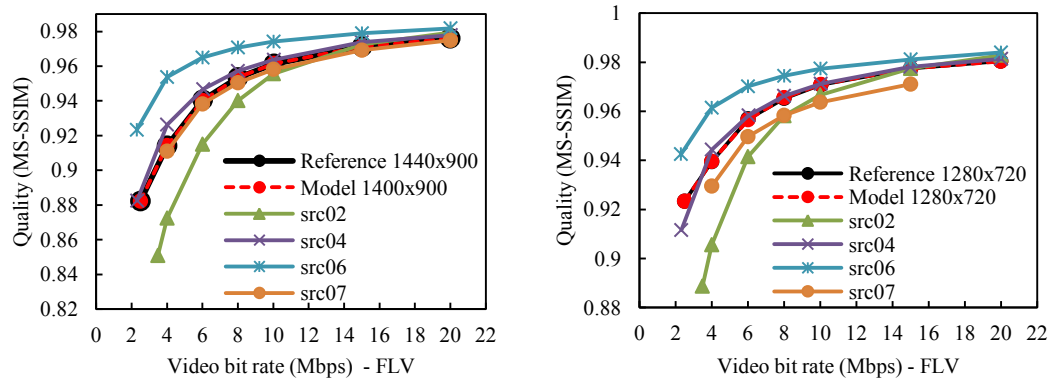 Quality (MS-SSIM)
0.98
0.96
0.94
0.92
0.9
0.88
0.86
0.84
0.82
Reference 1440x900
Model 1400x900
src02
src04
src06
src07
0 2 4 6 8 10 12 14 16 18 20 22
Video bit rate (Mbps) - FLV
Quality (MS-SSIM)
1
0.98
0.96
0.94
0.92
0.9
0.88
Reference 1280x720
Model 1280x720
src02
src04
src06
src07
0 2 4 6 8 10 12 14 16 18 20 22
Video bit rate (Mbps) - FLV